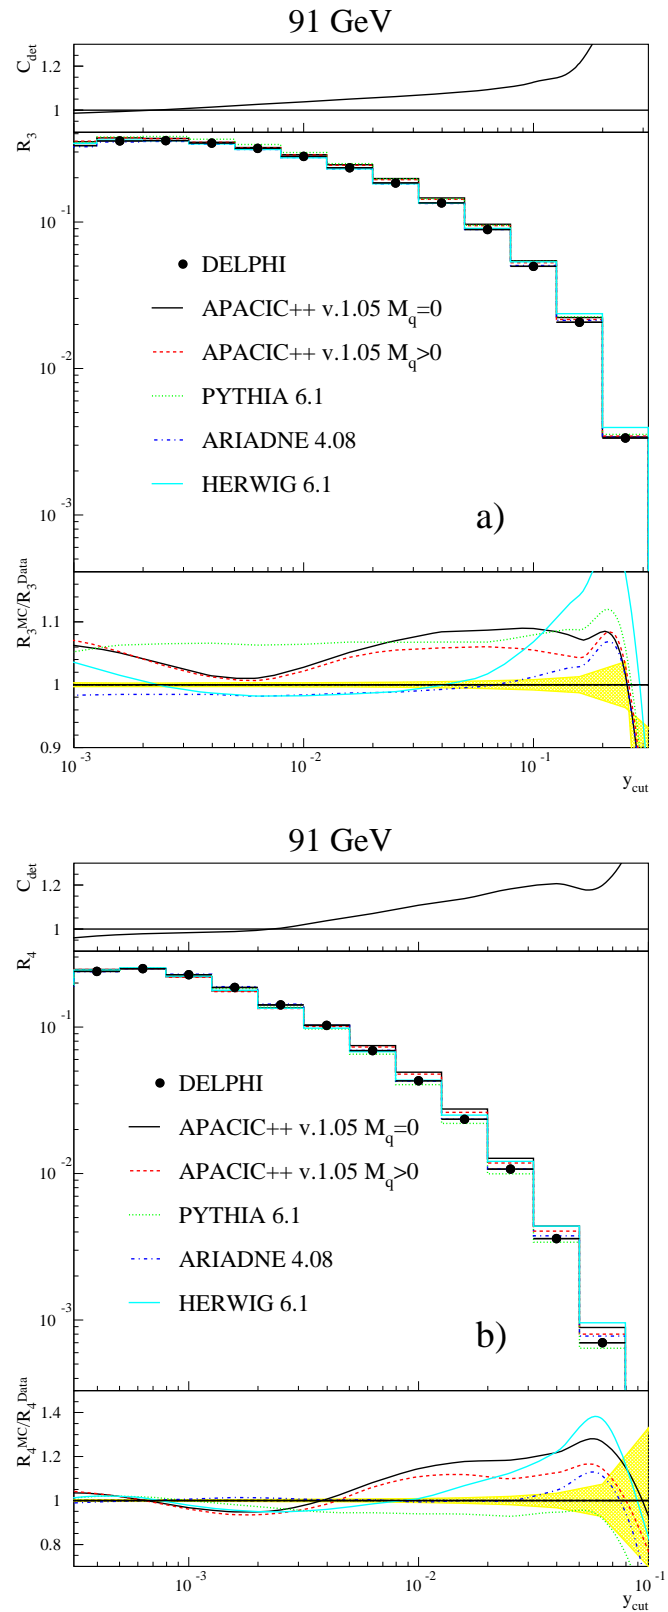 91 GeV
C_det
1.2
1
R_3
10^-1
10^-2
10^-3
DELPHI
APACIC++ v.1.05 M_q=0
APACIC++ v.1.05 M_q>0
PYTHIA 6.1
ARIADNE 4.08
HERWIG 6.1
a)
R_3^MC/R_3^Data
1.1
1
0.9
10^-3
10^-2
10^-1
y_cut
91 GeV
C_det
1.2
1
R_4
10^-1
10^-2
10^-3
DELPHI
APACIC++ v.1.05 M_q=0
APACIC++ v.1.05 M_q>0
PYTHIA 6.1
ARIADNE 4.08
HERWIG 6.1
b)
R_4^MC/R_4^Data
1.4
1.2
1
0.8
10^-3
10^-2
10^-1
y_cut